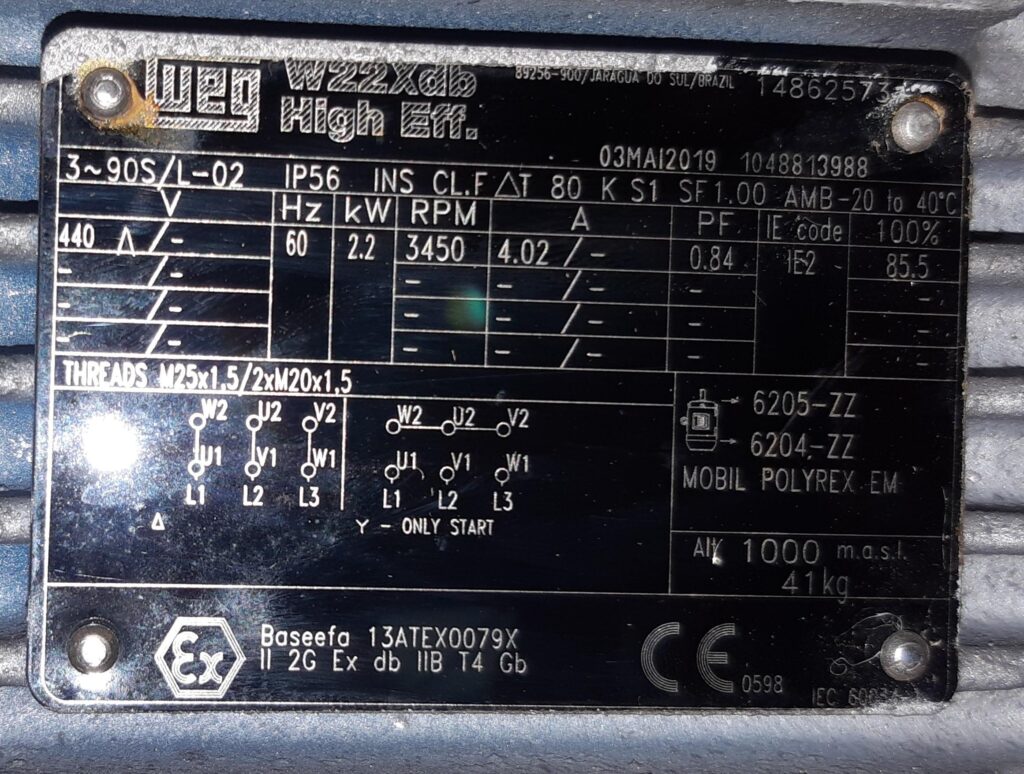 WEG W22Xdb 89256-900/JARAGUA DO SUL/BRAZIL 14862573
High Eff.
03MAI2019 1048813988
3~90S/L-02 IP56 INS CL.F ΔT 80 K S1 SF1.00 AMB-20 to 40°C
V Hz kW RPM A PF IE code 100%
440 Δ / - 60 2.2 3450 4.02 / - 0.84 IE2 85.5
- / - - - / - - -
- / - - - / - - -
- / - - - / - - -
THREADS M25x1.5/2xM20x1.5
W2 U2 V2 W2 U2 V2
U1 V1 W1 U1 V1 W1
L1 L2 L3 L1 L2 L3
Δ Y - ONLY START
6205-ZZ
6204-ZZ
MOBIL POLYREX EM
Alt 1000 m.a.s.l.
41kg
Ex Baseefa 13ATEX0079X
II 2G Ex db IIB T4 Gb
CE 0598
IEC